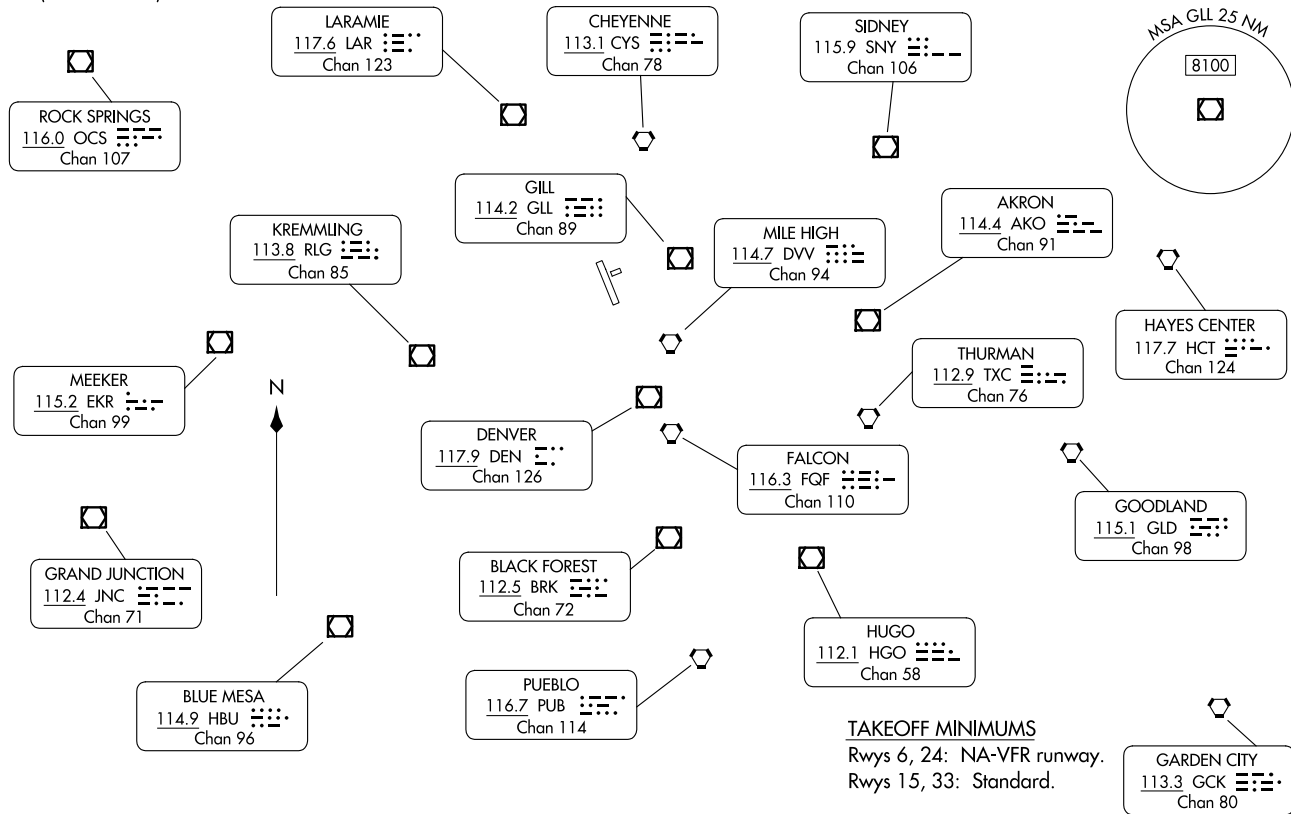 LARAMIE
117.6 LAR
Chan 123
CHEYENNE
113.1 CYS
Chan 78
SIDNEY
115.9 SNY
Chan 106
MSA GLL 25 NM
8100
ROCK SPRINGS
116.0 OCS
Chan 107
GILL
114.2 GLL
Chan 89
AKRON
114.4 AKO
Chan 91
KREMMLING
113.8 RLG
Chan 85
MILE HIGH
114.7 DVV
Chan 94
HAYES CENTER
117.7 HCT
Chan 124
MEEKER
115.2 EKR
Chan 99
N
THURMAN
112.9 TXC
Chan 76
DENVER
117.9 DEN
Chan 126
FALCON
116.3 FQF
Chan 110
GOODLAND
115.1 GLD
Chan 98
GRAND JUNCTION
112.4 JNC
Chan 71
BLACK FOREST
112.5 BRK
Chan 72
HUGO
112.1 HGO
Chan 58
BLUE MESA
114.9 HBU
Chan 96
PUEBLO
116.7 PUB
Chan 114
TAKEOFF MINIMUMS
Rwys 6, 24: NA-VFR runway.
Rwys 15, 33: Standard.
GARDEN CITY
113.3 GCK
Chan 80